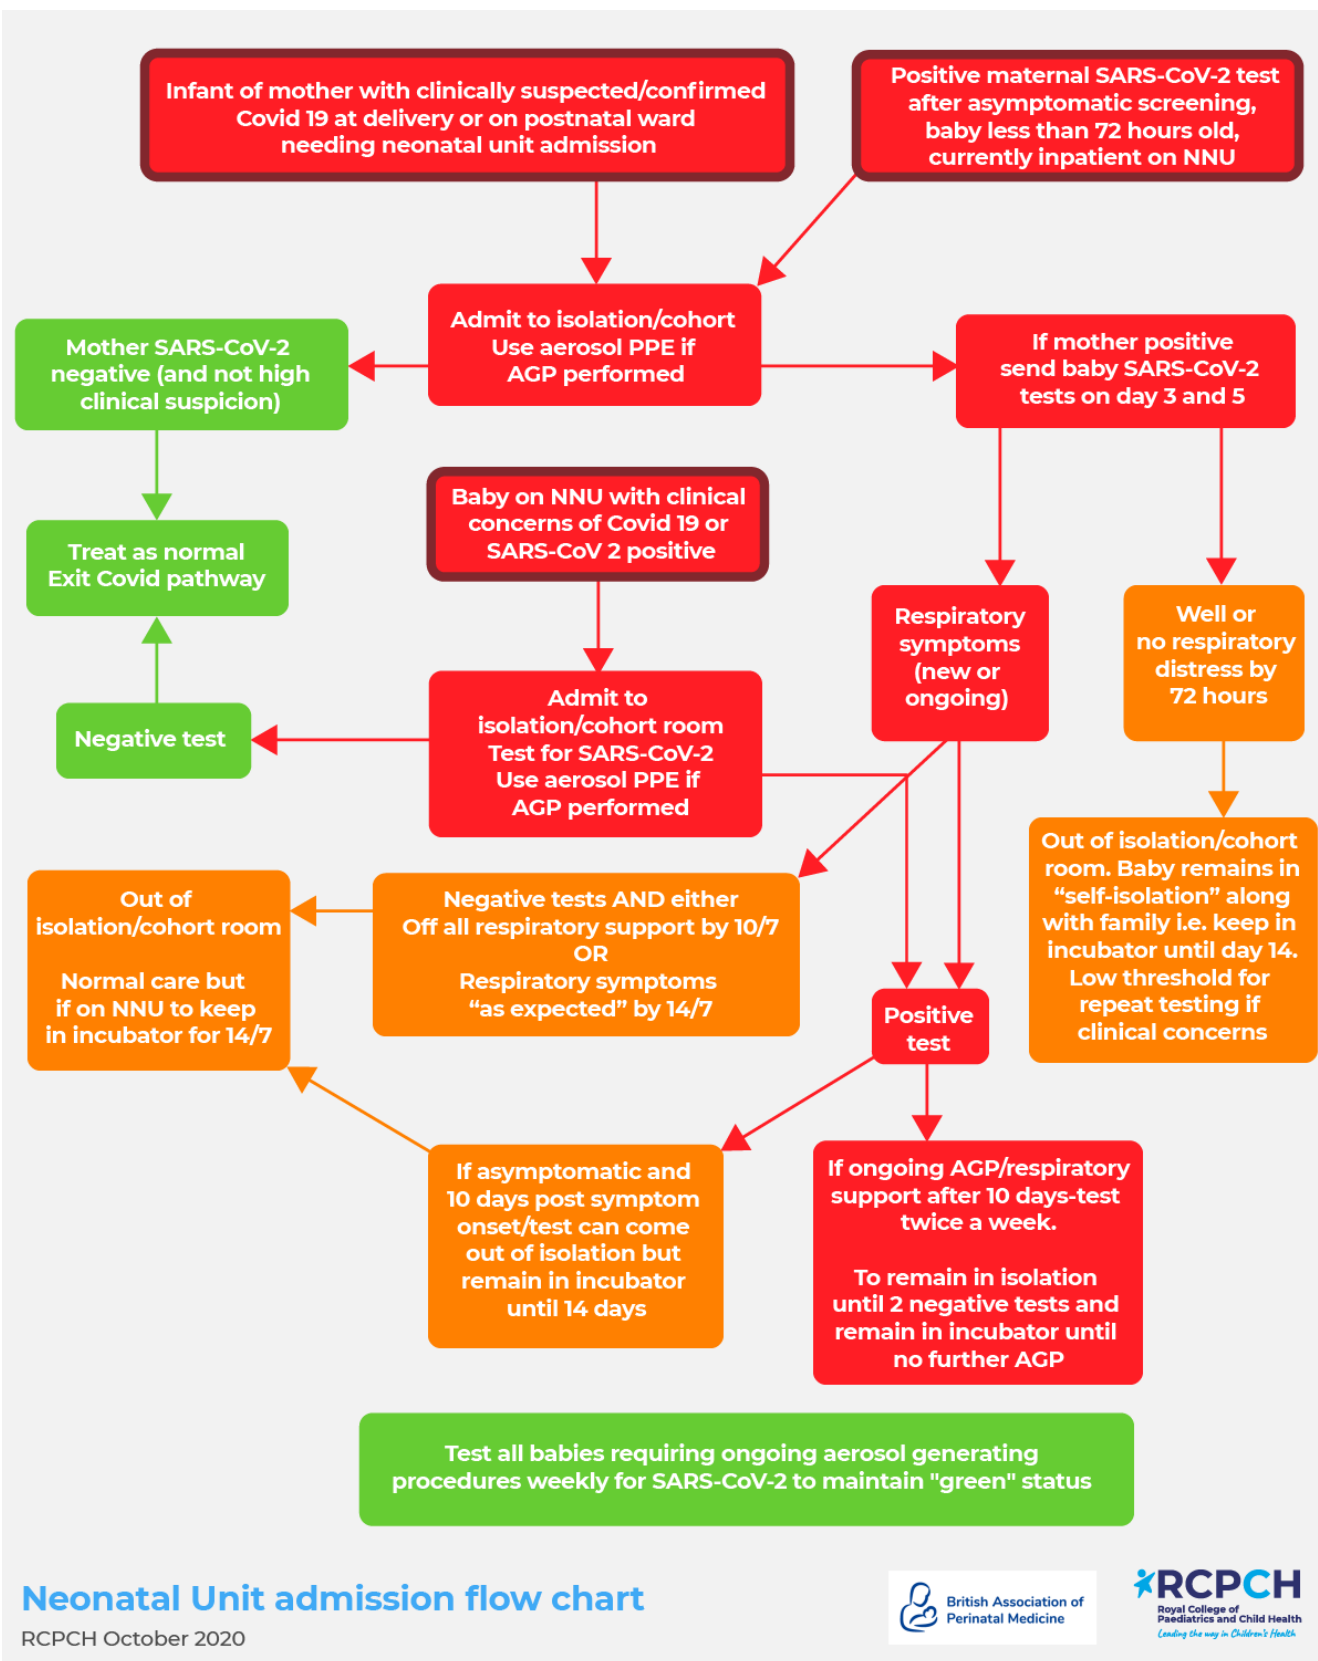 Infant of mother with clinically suspected/confirmed
Covid 19 at delivery or on postnatal ward
needing neonatal unit admission
Positive maternal SARS-CoV-2 test
after asymptomatic screening,
baby less than 72 hours old,
currently inpatient on NNU
Admit to isolation/cohort
Use aerosol PPE if
AGP performed
Mother SARS-CoV-2
negative (and not high
clinical suspicion)
If mother positive
send baby SARS-CoV-2
tests on day 3 and 5
Treat as normal
Exit Covid pathway
Baby on NNU with clinical
concerns of Covid 19 or
SARS-CoV 2 positive
Respiratory
symptoms
(new or
ongoing)
Well or
no respiratory
distress by
72 hours
Negative test
Admit to
isolation/cohort room
Test for SARS-CoV-2
Use aerosol PPE if
AGP performed
Out of isolation/cohort
room. Baby remains in
“self-isolation” along
with family i.e. keep in
incubator until day 14.
Low threshold for
repeat testing if
clinical concerns
Out of
isolation/cohort room
Normal care but
if on NNU to keep
in incubator for 14/7
Negative tests AND either
Off all respiratory support by 10/7
OR
Respiratory symptoms
“as expected” by 14/7
Positive
test
If asymptomatic and
10 days post symptom
onset/test can come
out of isolation but
remain in incubator
until 14 days
If ongoing AGP/respiratory
support after 10 days-test
twice a week.
To remain in isolation
until 2 negative tests and
remain in incubator until
no further AGP
Test all babies requiring ongoing aerosol generating
procedures weekly for SARS-CoV-2 to maintain "green" status
Neonatal Unit admission flow chart
RCPCH October 2020
British Association of
Perinatal Medicine
RCPCH
Royal College of
Paediatrics and Child Health
Leading the way in Children's Health